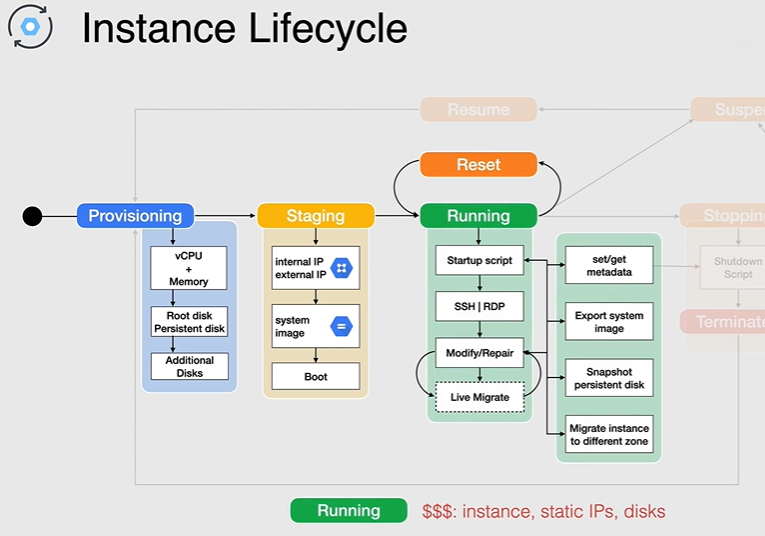 Instance Lifecycle
Resume
Reset
Provisioning
Staging
Running
vCPU
+
Memory
Root disk
Persistent disk
Additional
Disks
internal IP
external IP
system
image
Boot
Startup script
SSH | RDP
Modify/Repair
Live Migrate
set/get
metadata
Export system
image
Snapshot
persistent disk
Migrate instance
to different zone
Suspe
Stoppin
Shutdown
Script
Terminate
Running
$$$: instance, static IPs, disks